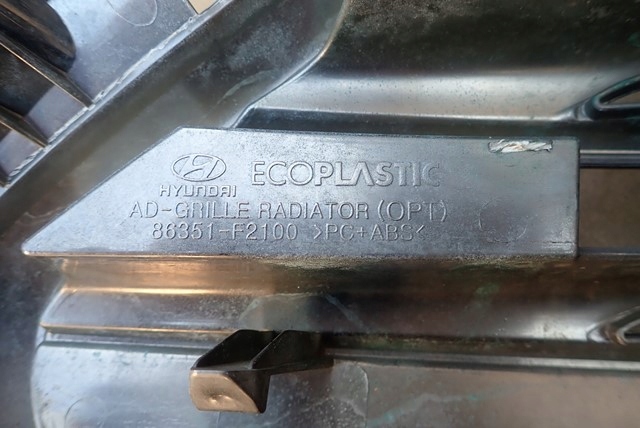 HYUNDAI ECOPLASTIC
AD-GRILLE RADIATOR (OPT)
86351-F2100 >PC+ABS<